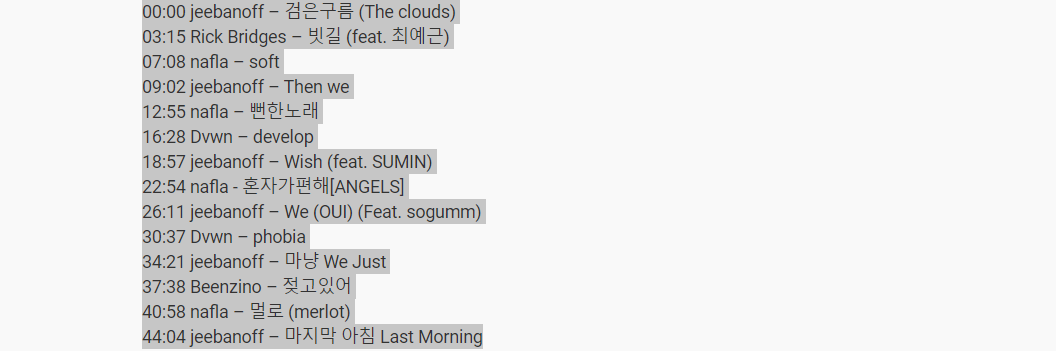 00:00 jeebanoff – 검은구름 (The clouds)
03:15 Rick Bridges – 빗길 (feat. 최예근)
07:08 nafla – soft
09:02 jeebanoff – Then we
12:55 nafla – 뻔한노래
16:28 Dvwn – develop
18:57 jeebanoff – Wish (feat. SUMIN)
22:54 nafla - 혼자가편해[ANGELS]
26:11 jeebanoff – We (OUI) (Feat. sogumm)
30:37 Dvwn – phobia
34:21 jeebanoff – 마냥 We Just
37:38 Beenzino – 젖고있어
40:58 nafla – 멀로 (merlot)
44:04 jeebanoff – 마지막 아침 Last Morning